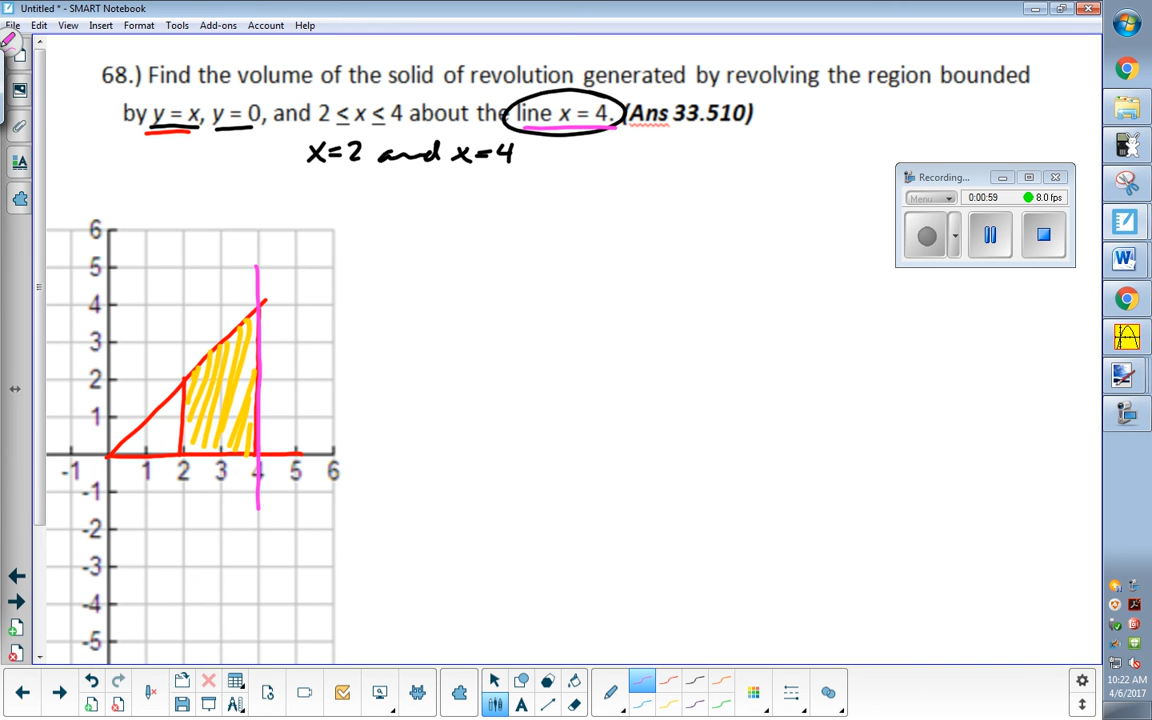 Untitled * - SMART Notebook
File Edit View Insert Format Tools Add-ons Account Help
68.) Find the volume of the solid of revolution generated by revolving the region bounded
by y = x, y = 0, and 2 ≤ x ≤ 4 about the line x = 4. (Ans 33.510)
x=2 and x=4
Recording...
Menu 0:00:59 8.0 fps
6
5
4
3
2
1
-1 1 2 3 4 5 6
-1
-2
-3
-4
-5
10:22 AM
4/6/2017